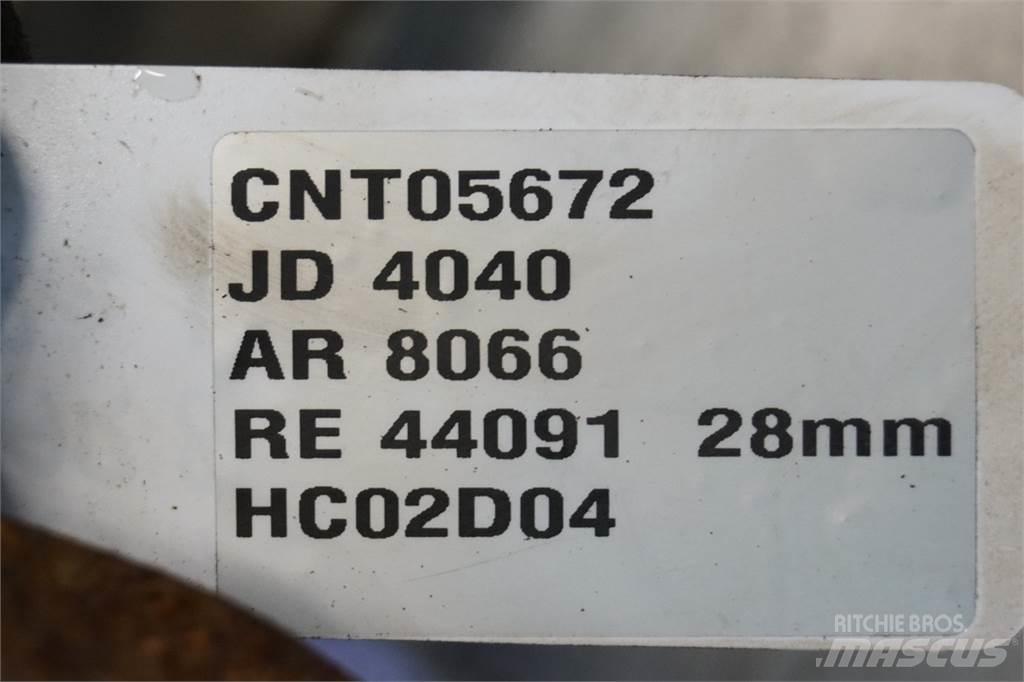 CNT05672
JD 4040
AR 8066
RE 44091 28mm
HC02D04
RITCHIE BROS.
MASCUS